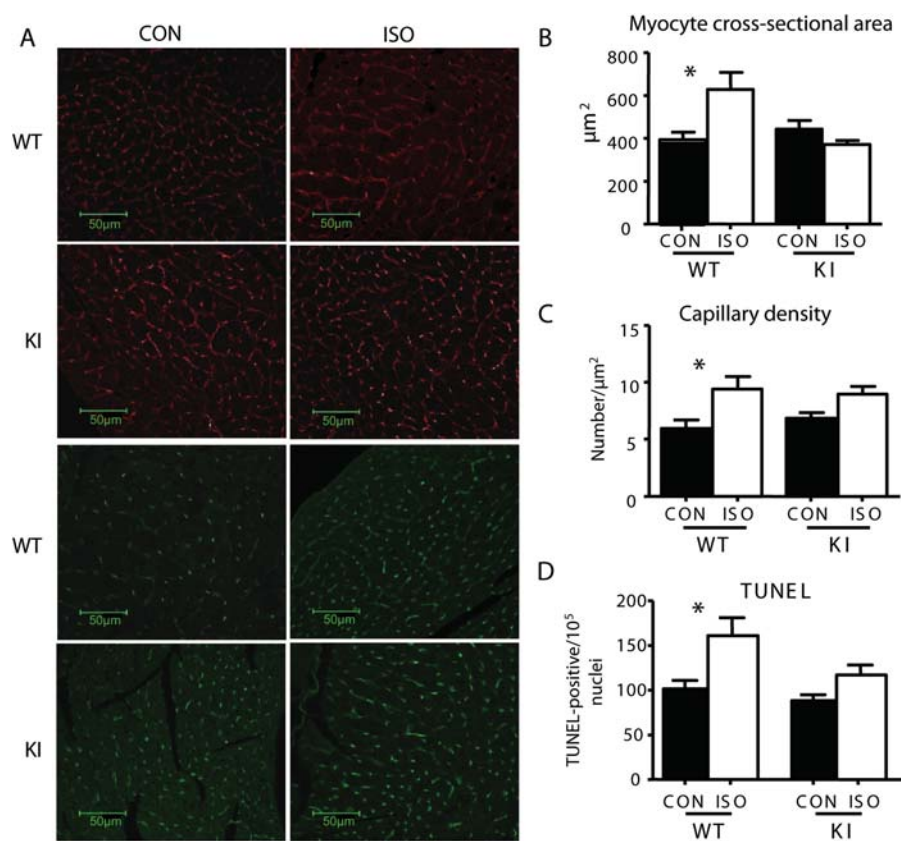 A
CON
ISO
WT
50µm
50µm
KI
50µm
50µm
WT
50µm
50µm
KI
50µm
50µm
B
Myocyte cross-sectional area
µm²
800
600
400
200
0
*
CON ISO
CON ISO
WT
KI
C
Capillary density
Number/µm²
15
10
5
0
*
CON ISO
CON ISO
WT
KI
D
TUNEL
TUNEL-positive/10⁵
nuclei
200
150
100
50
0
*
CON ISO
CON ISO
WT
KI